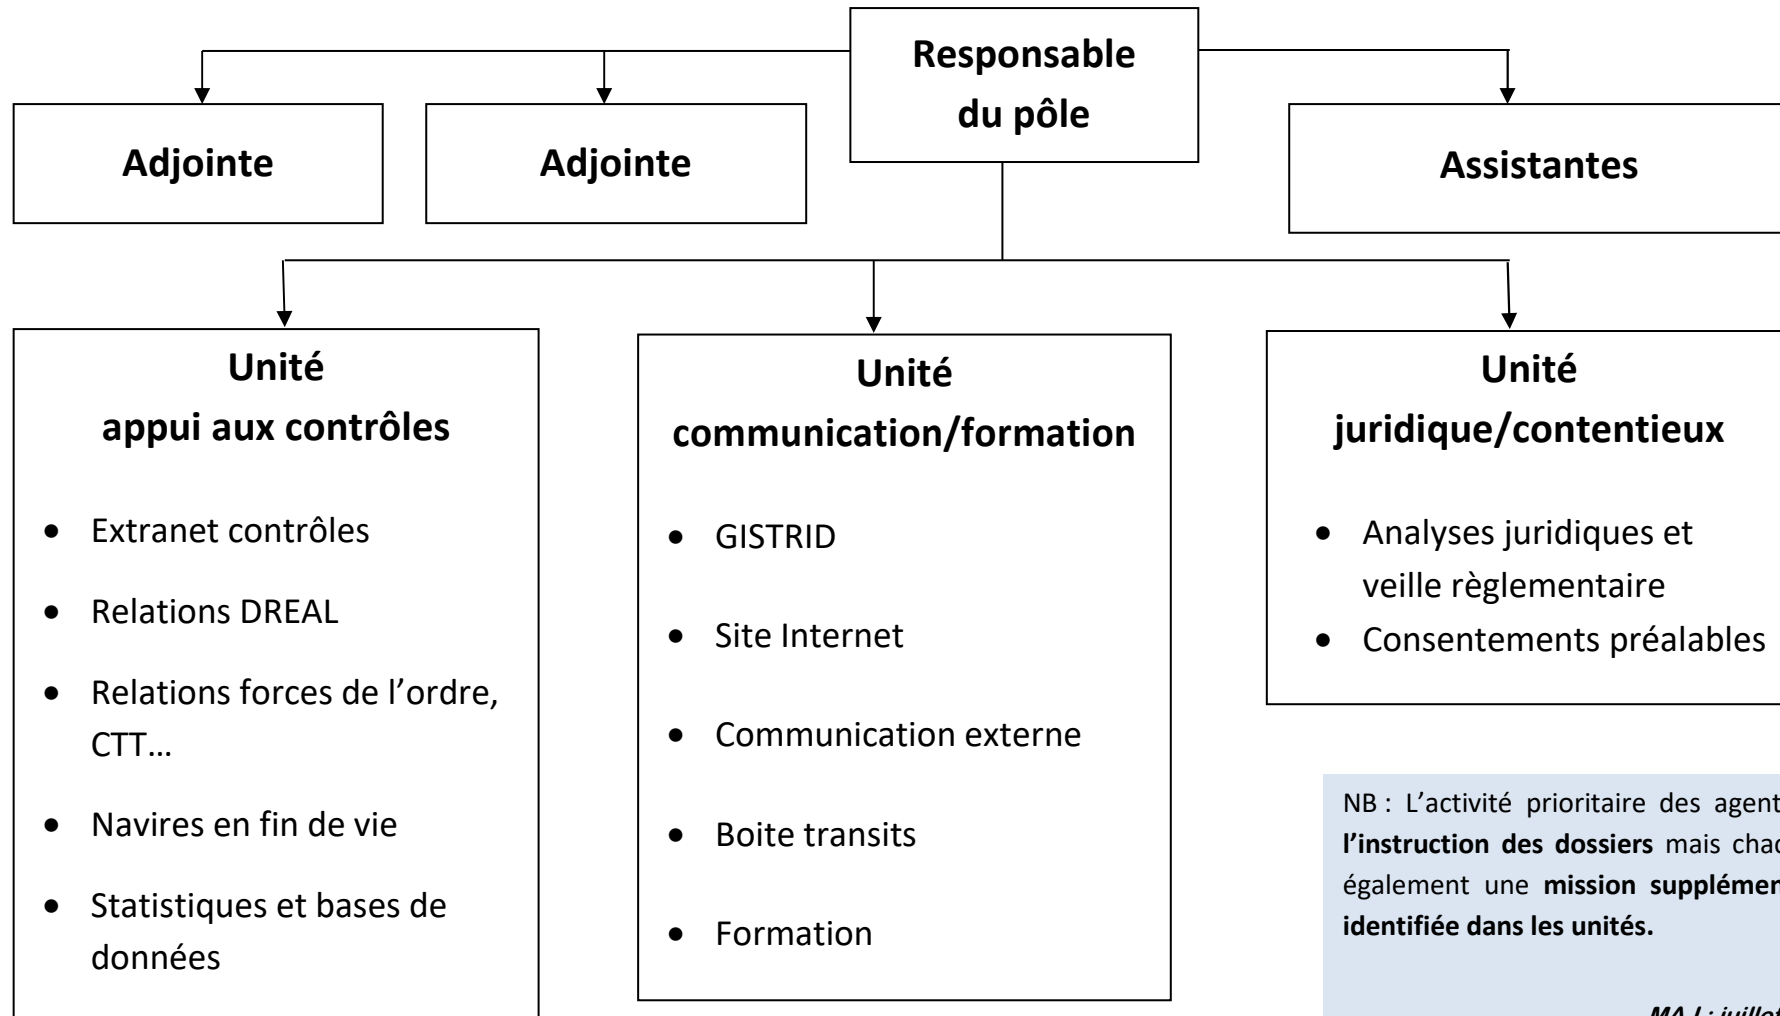 Responsable
du pôle
Adjointe
Adjointe
Assistantes
Unité
appui aux contrôles
• Extranet contrôles
• Relations DREAL
• Relations forces de l’ordre,
CTT…
• Navires en fin de vie
• Statistiques et bases de
données
Unité
communication/formation
• GISTRID
• Site Internet
• Communication externe
• Boite transits
• Formation
Unité
juridique/contentieux
• Analyses juridiques et
veille règlementaire
• Consentements préalables
NB : L’activité prioritaire des agent
l’instruction des dossiers mais chac
également une mission supplémen
identifiée dans les unités.
MAJ : juillet